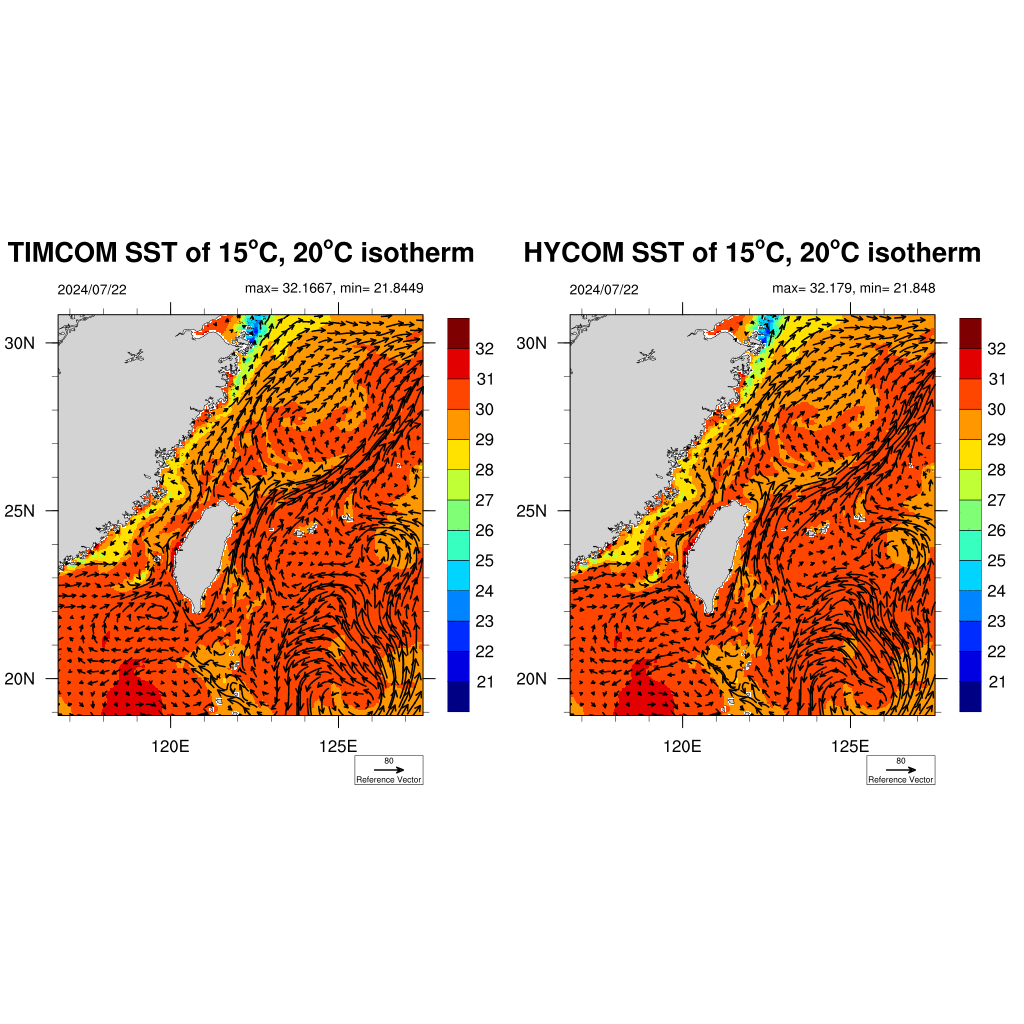 TIMCOM SST of 15°C, 20°C isotherm
2024/07/22
max= 32.1667, min= 21.8449
30N
25N
20N
120E
125E
32
31
30
29
28
27
26
25
24
23
22
21
80
Reference Vector
HYCOM SST of 15°C, 20°C isotherm
2024/07/22
max= 32.179, min= 21.848
30N
25N
20N
120E
125E
32
31
30
29
28
27
26
25
24
23
22
21
80
Reference Vector